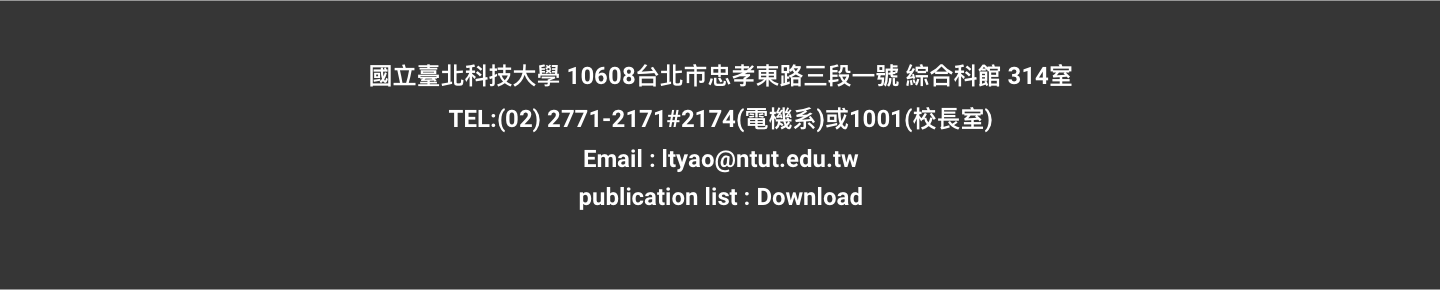 國立臺北科技大學 10608台北市忠孝東路三段一號 綜合科館 314室
TEL:(02) 2771-2171#2174(電機系)或1001(校長室)
Email : ltyao@ntut.edu.tw
publication list : Download